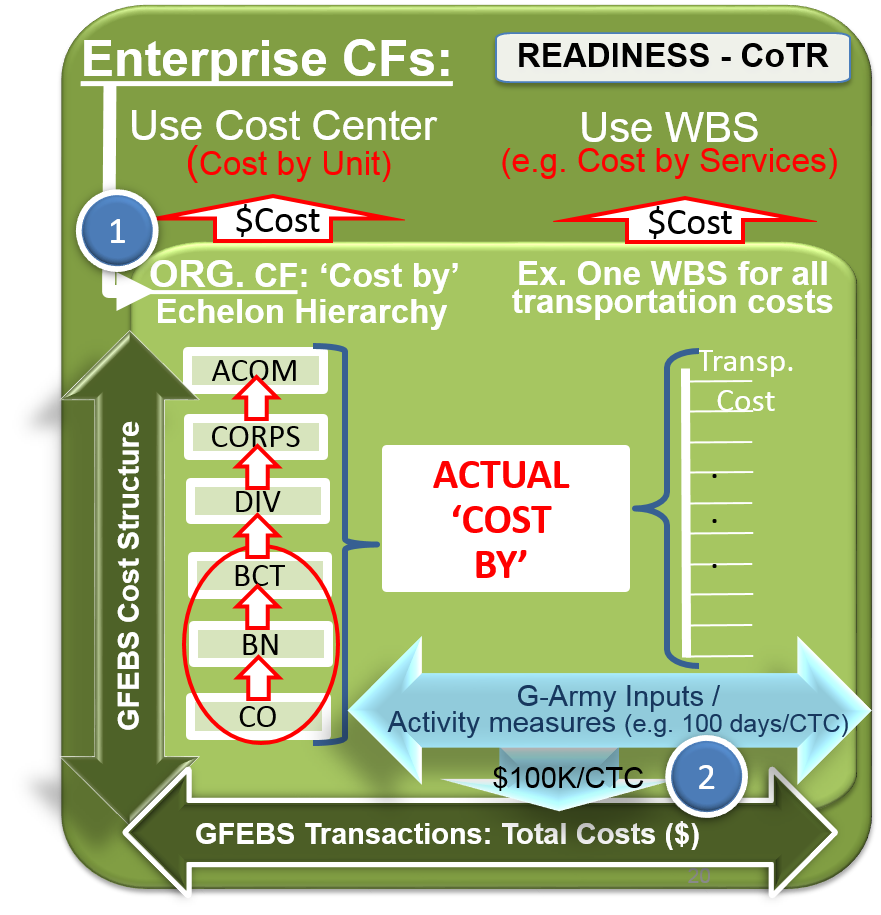 Enterprise CFs:
READINESS - CoTR
Use Cost Center
(Cost by Unit)
Use WBS
(e.g. Cost by Services)
$Cost
$Cost
1
ORG. CF: ‘Cost by’
Echelon Hierarchy
Ex. One WBS for all
transportation costs
ACOM
CORPS
DIV
BCT
BN
CO
GFEBS Cost Structure
ACTUAL
‘COST
BY’
Transp.
Cost
.
.
.
G-Army Inputs /
Activity measures (e.g. 100 days/CTC)
$100K/CTC
2
GFEBS Transactions: Total Costs ($)
20